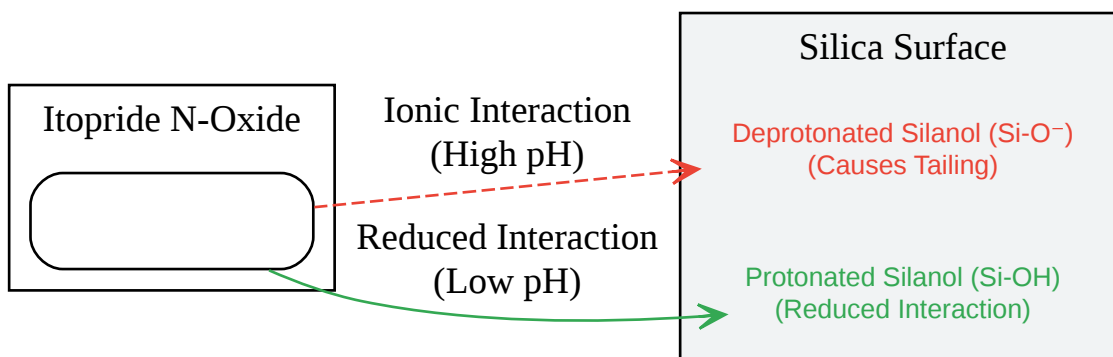 Itopride N-Oxide
Ionic Interaction
(High pH)
Reduced Interaction
(Low pH)
Silica Surface
Deprotonated Silanol (Si-O⁻)
(Causes Tailing)
Protonated Silanol (Si-OH)
(Reduced Interaction)